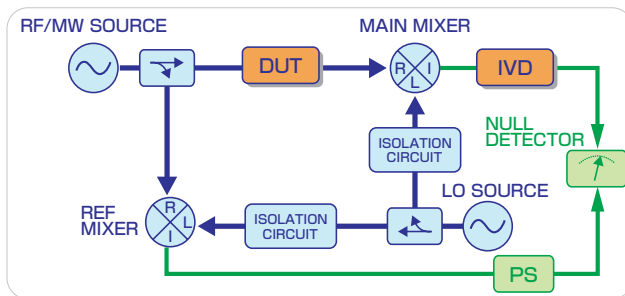 RF/MW SOURCE
MAIN MIXER
DUT
R
I
L
IVD
NULL
DETECTOR
ISOLATION
CIRCUIT
LO SOURCE
REF
MIXER
R
L
I
ISOLATION
CIRCUIT
PS